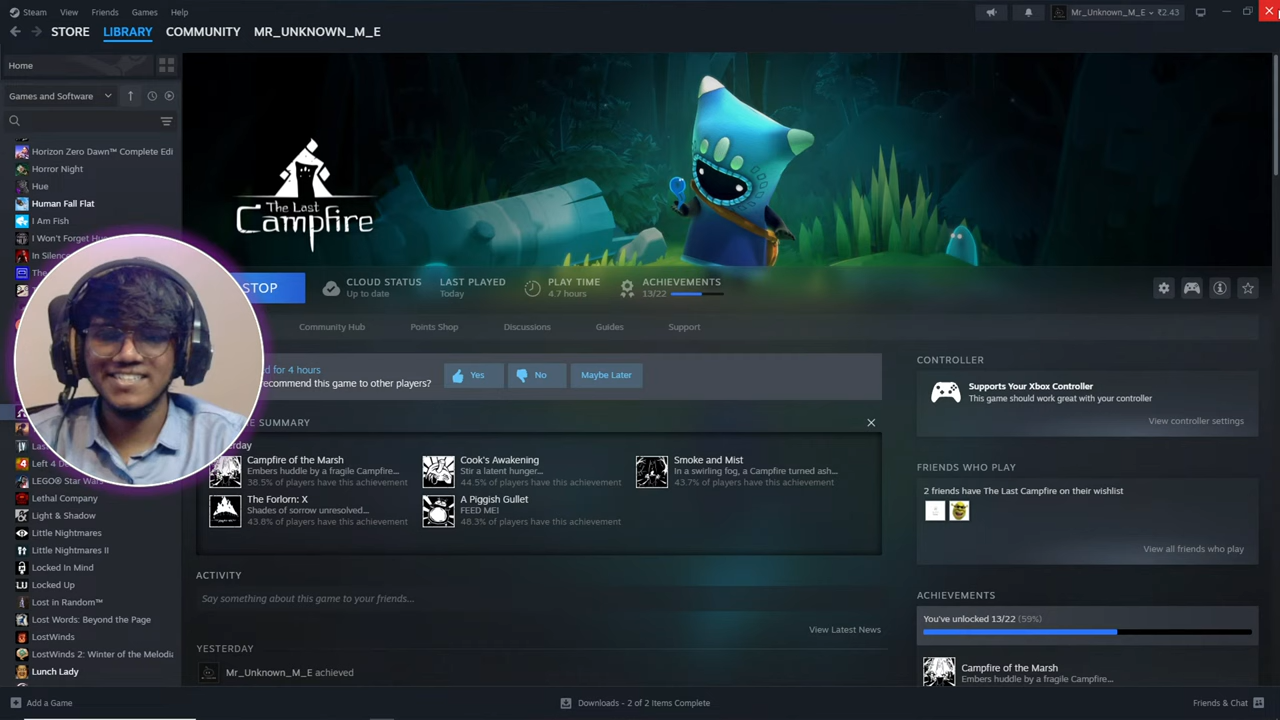 Steam View Friends Games Help
Mr_Unknown_M_E ₹2.43
STORE LIBRARY COMMUNITY MR_UNKNOWN_M_E
Home
Games and Software
Horizon Zero Dawn™ Complete Edi
Horror Night
Hue
Human Fall Flat
I Am Fish
I Won't Forget
In Silence
The
Left 4
LEGO® Star
Lethal Company
Light & Shadow
Little Nightmares
Little Nightmares II
Locked In Mind
Locked Up
Lost in Random™
Lost Words: Beyond the Page
LostWinds
LostWinds 2: Winter of the Melodia
Lunch Lady
The Last
Campfire
STOP
CLOUD STATUS
Up to date
LAST PLAYED
Today
PLAY TIME
4.7 hours
ACHIEVEMENTS
13/22
Community Hub Points Shop Discussions Guides Support
d for 4 hours
recommend this game to other players?
Yes No Maybe Later
SUMMARY
Campfire of the Marsh
Embers huddle by a fragile Campfire...
38.5% of players have this achievement
Cook's Awakening
Stir a latent hunger...
44.5% of players have this achievement
Smoke and Mist
In a swirling fog, a Campfire turned ash...
43.7% of players have this achievement
The Forlorn: X
Shades of sorrow unresolved...
43.8% of players have this achievement
A Piggish Gullet
FEED ME!
48.3% of players have this achievement
ACTIVITY
Say something about this game to your friends...
View Latest News
YESTERDAY
Mr_Unknown_M_E achieved
CONTROLLER
Supports Your Xbox Controller
This game should work great with your controller
View controller settings
FRIENDS WHO PLAY
2 friends have The Last Campfire on their wishlist
View all friends who play
ACHIEVEMENTS
You've unlocked 13/22 (59%)
Campfire of the Marsh
Embers huddle by a fragile Campfire...
Add a Game
Downloads - 2 of 2 Items Complete
Friends & Chat